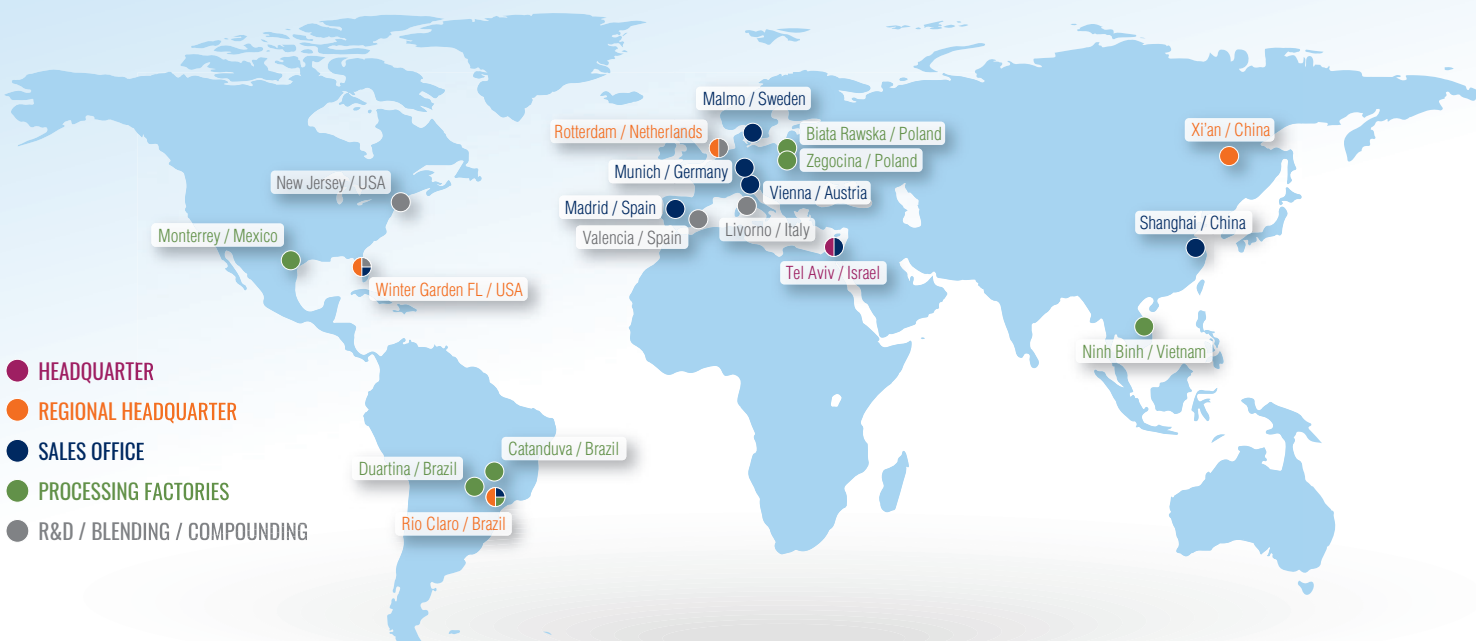 Malmo / Sweden
Rotterdam / Netherlands
Biata Rawska / Poland
Xi'an / China
Zegocina / Poland
Munich / Germany
New Jersey / USA
Vienna / Austria
Madrid / Spain
Shanghai / China
Livorno / Italy
Monterrey / Mexico
Valencia / Spain
Tel Aviv / Israel
Winter Garden FL / USA
Ninh Binh / Vietnam
HEADQUARTER
REGIONAL HEADQUARTER
SALES OFFICE
PROCESSING FACTORIES
R&D / BLENDING / COMPOUNDING
Catanduva / Brazil
Duartina / Brazil
Rio Claro / Brazil